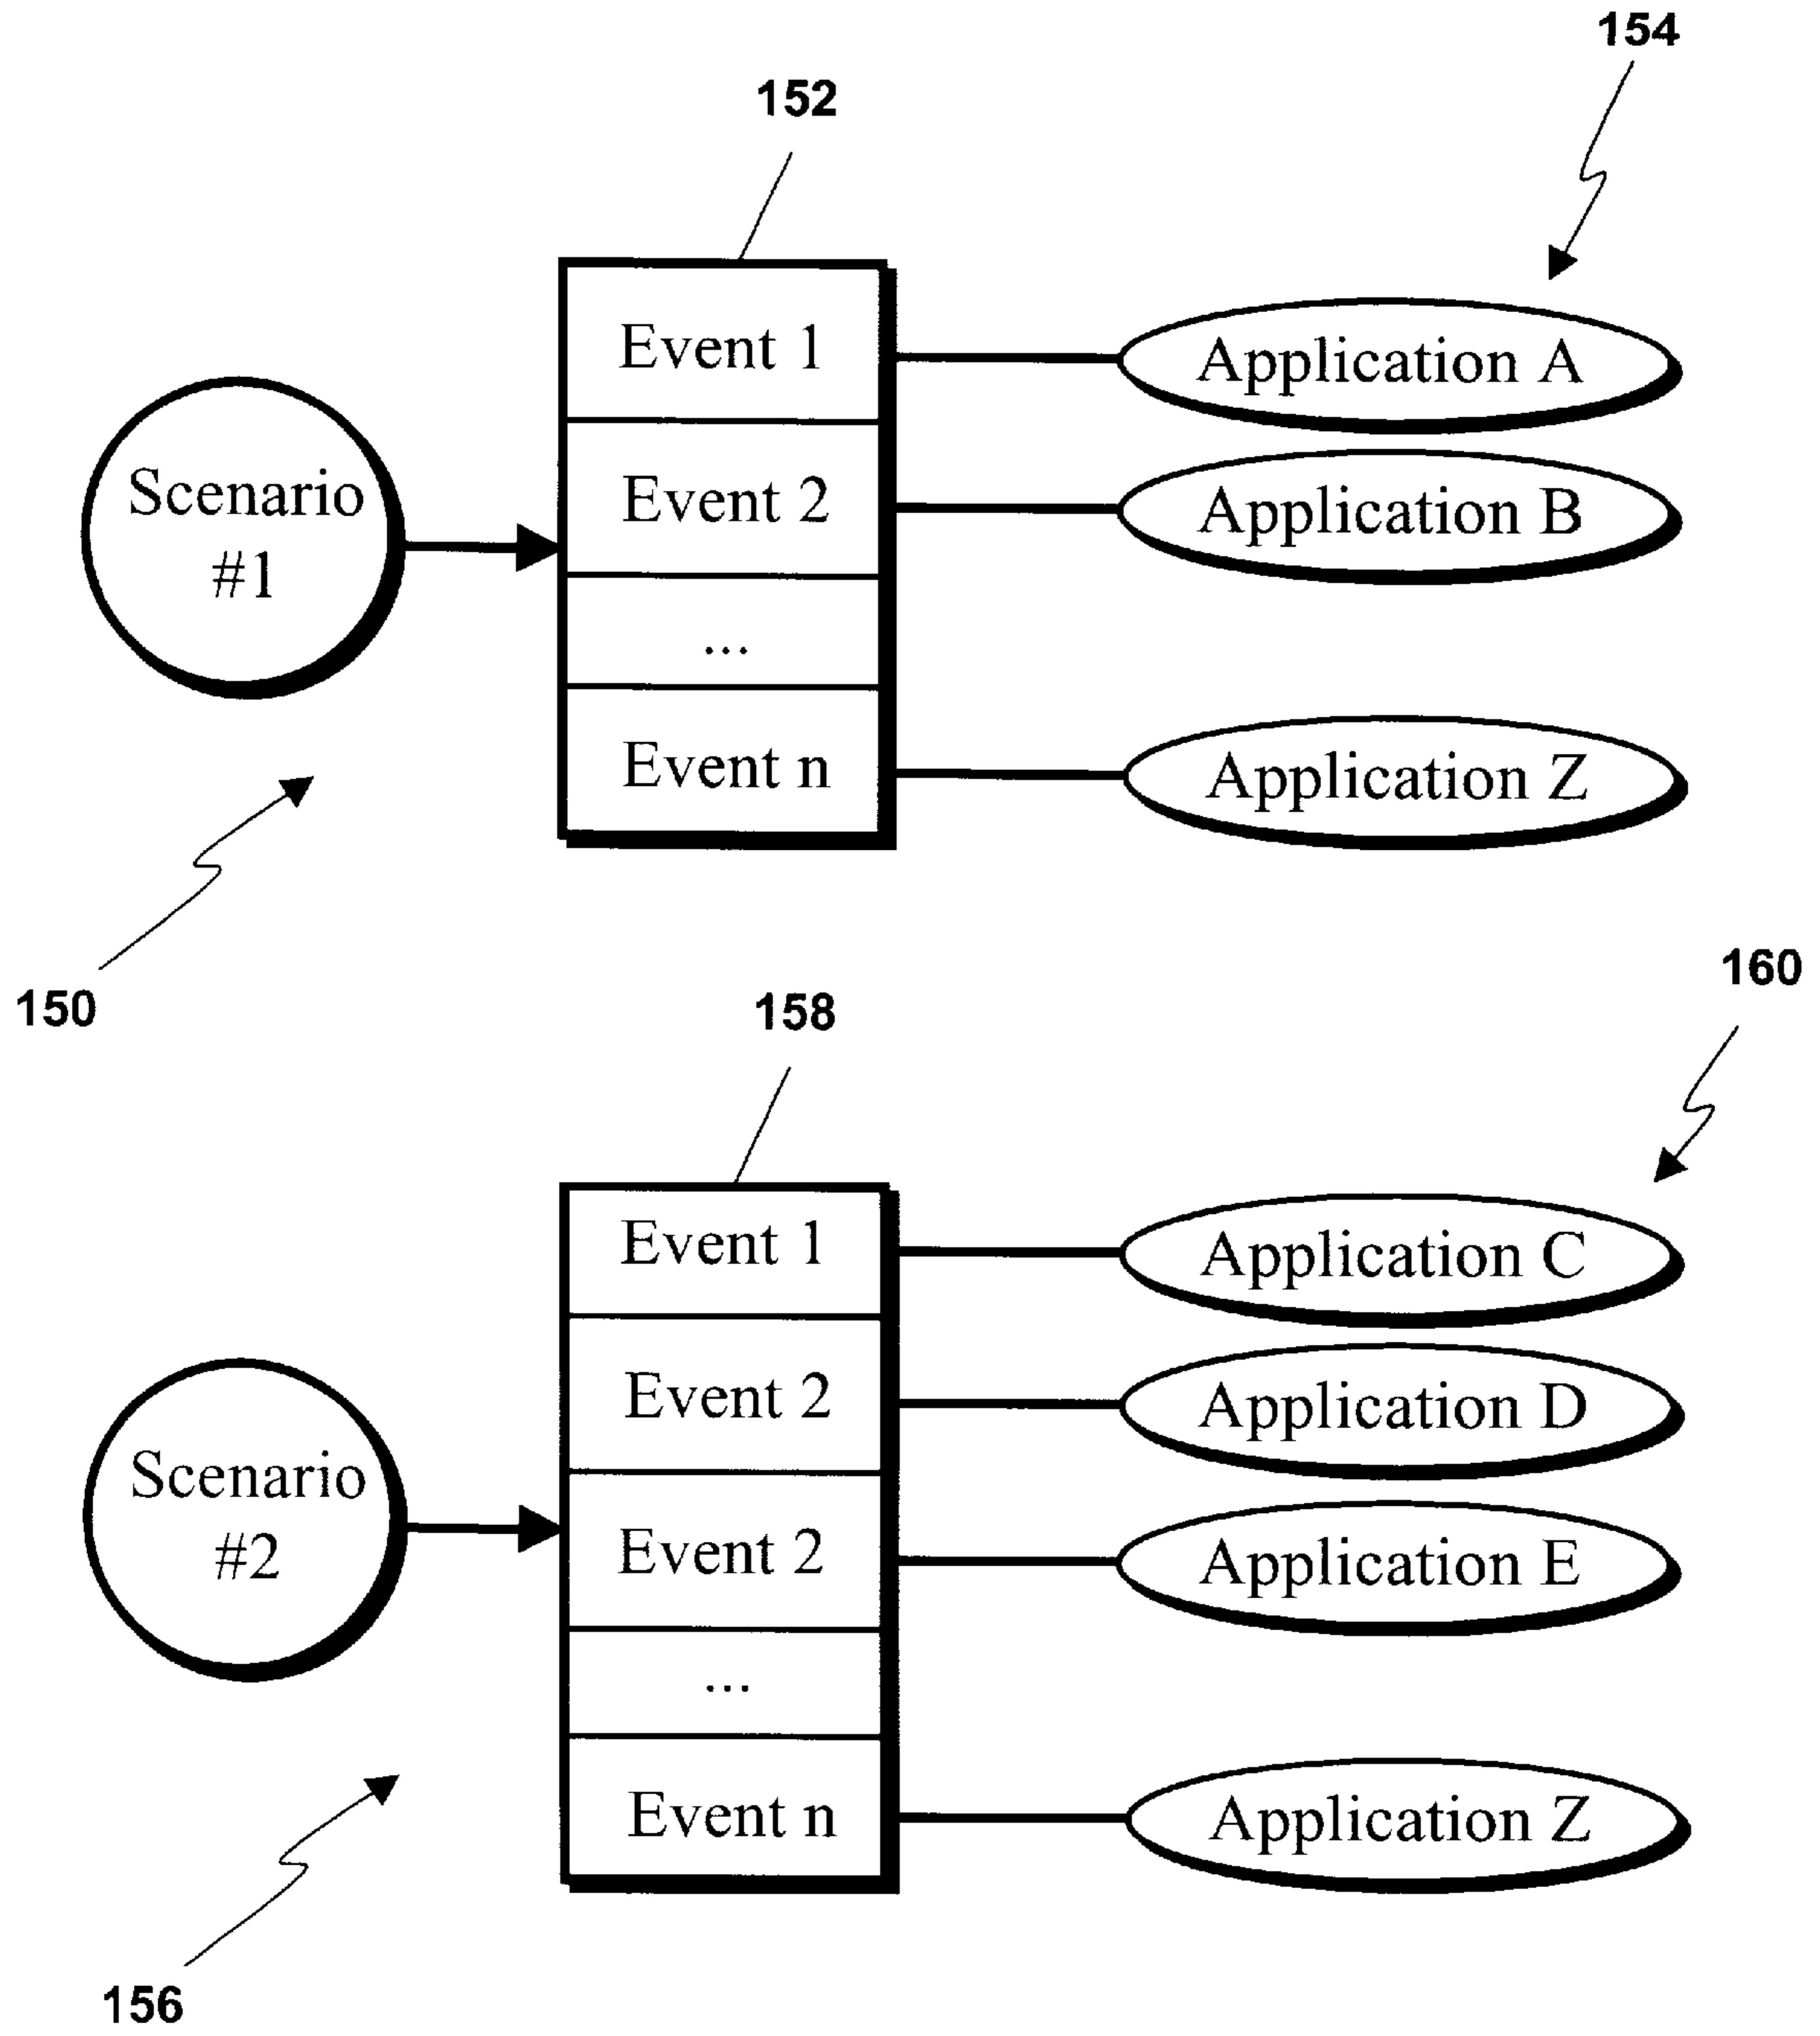 154
152
Event 1
Application A
Scenario
#1
Event 2
Application B
...
Event n
Application Z
150
160
158
Event 1
Application C
Event 2
Application D
Scenario
#2
Event 2
Application E
...
Event n
Application Z
156